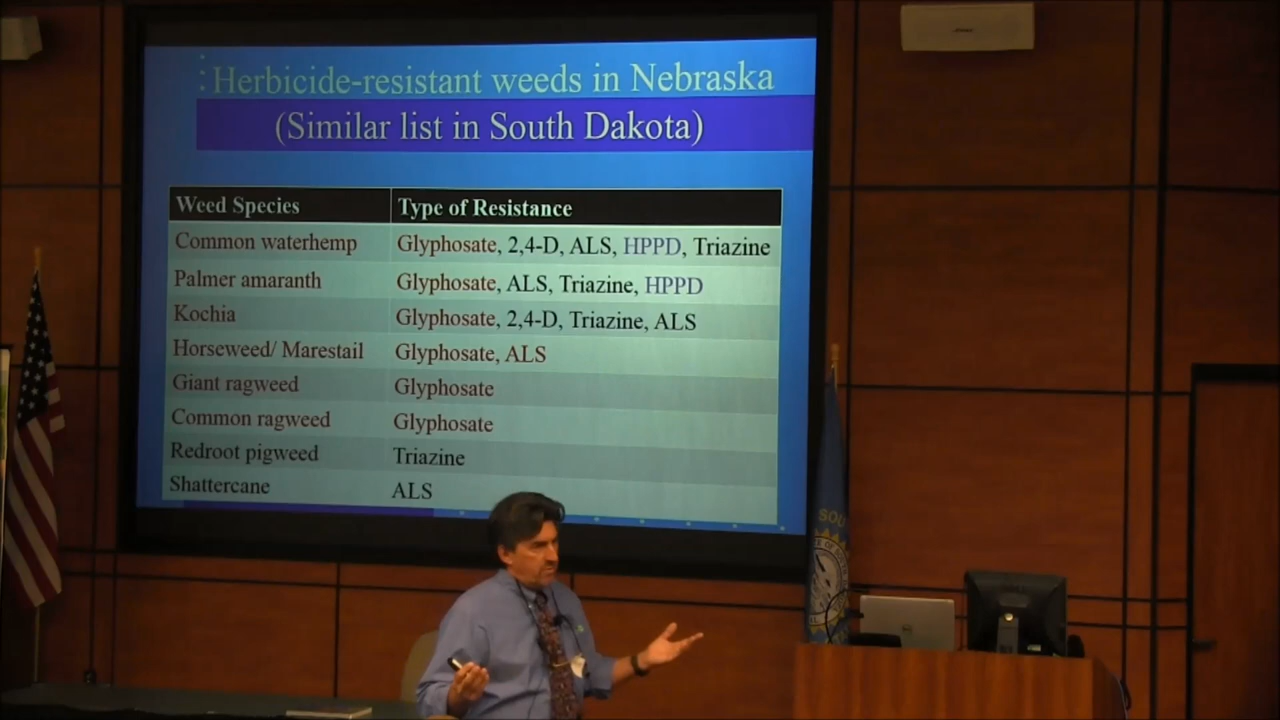 Herbicide-resistant weeds in Nebraska
(Similar list in South Dakota)
Weed Species Type of Resistance
Common waterhemp Glyphosate, 2,4-D, ALS, HPPD, Triazine
Palmer amaranth Glyphosate, ALS, Triazine, HPPD
Kochia Glyphosate, 2,4-D, Triazine, ALS
Horseweed/ Marestail Glyphosate, ALS
Giant ragweed Glyphosate
Common ragweed Glyphosate
Redroot pigweed Triazine
Shattercane ALS
SOU